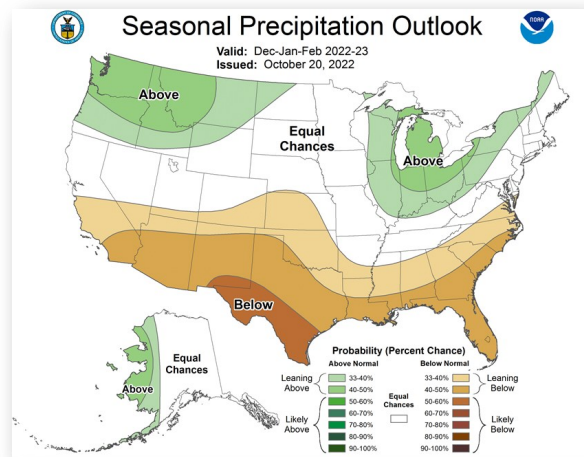 NOAA
Seasonal Precipitation Outlook
Valid: Dec-Jan-Feb 2022-23
Issued: October 20, 2022
Above
Equal
Chances
Above
Below
Equal
Chances
Above
Probability (Percent Chance)
Above Normal
Below Normal
Leaning
Above
33-40%
40-50%
Likely
Above
50-60%
60-70%
70-80%
80-90%
90-100%
Equal
Chances
33-40%
40-50%
Leaning
Below
50-60%
60-70%
70-80%
80-90%
90-100%
Likely
Below